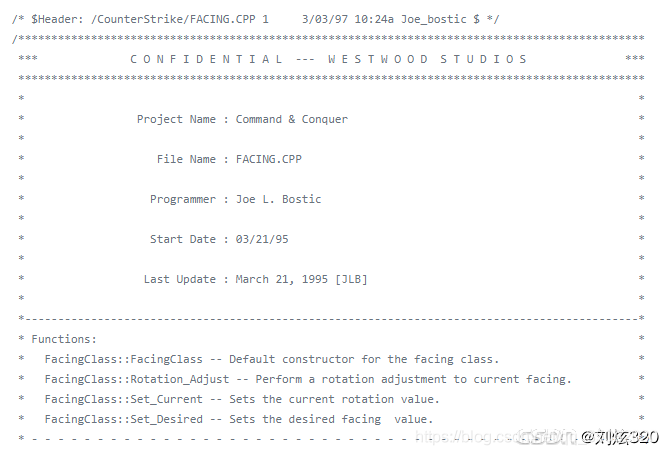 /* $Header: /CounterStrike/FACING.CPP 1     3/03/97 10:24a Joe_bostic $ */
/***********************************************************************************************
 ***              C O N F I D E N T I A L  ---  W E S T W O O D  S T U D I O S               ***
 ***********************************************************************************************
 *                                                                                             *
 *                 Project Name : Command & Conquer                                            *
 *                                                                                             *
 *                    File Name : FACING.CPP                                                   *
 *                                                                                             *
 *                   Programmer : Joe L. Bostic                                                *
 *                                                                                             *
 *                   Start Date : 03/21/95                                                     *
 *                                                                                             *
 *                  Last Update : March 21, 1995 [JLB]                                         *
 *                                                                                             *
 *---------------------------------------------------------------------------------------------*
 * Functions:                                                                                  *
 *   FacingClass::FacingClass -- Default constructor for the facing class.                     *
 *   FacingClass::Rotation_Adjust -- Perform a rotation adjustment to current facing.          *
 *   FacingClass::Set_Current -- Sets the current rotation value.                              *
 *   FacingClass::Set_Desired -- Sets the desired facing  value.                               *
 * - - - - - - - - - - - - - - - - - - - - - - - - - - - - - - - - - - - - - - - - - - - - - - *
CSDN @刘炫320